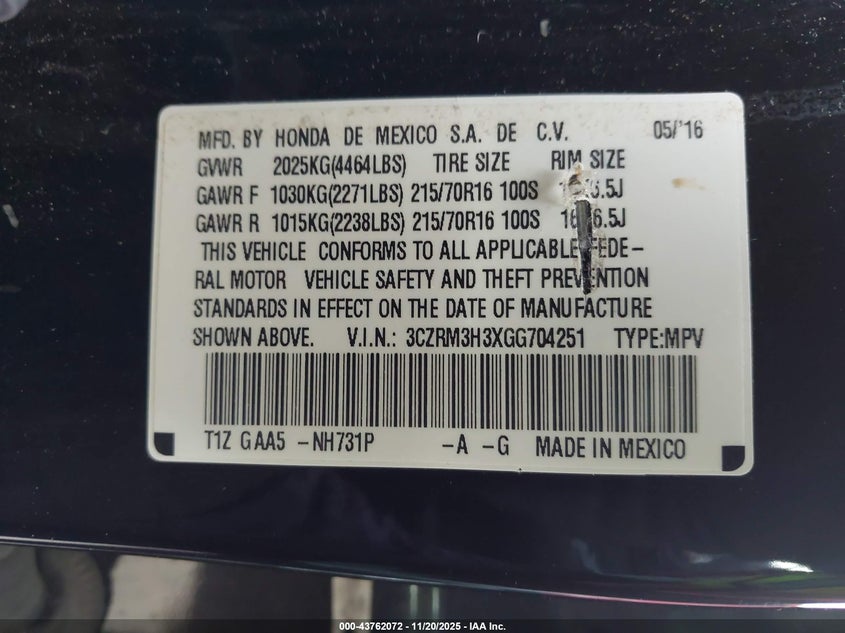 MFD. BY HONDA DE MEXICO S.A. DE C.V. 05/'16
GVWR 2025KG(4464LBS) TIRE SIZE RIM SIZE
GAWR F 1030KG(2271LBS) 215/70R16 100S
GAWR R 1015KG(2238LBS) 215/70R16 100S
THIS VEHICLE CONFORMS TO ALL APPLICABLE FEDE-
RAL MOTOR VEHICLE SAFETY AND THEFT PREVENTION
STANDARDS IN EFFECT ON THE DATE OF MANUFACTURE
SHOWN ABOVE. V.I.N.: 3CZRM3H3XGG704251 TYPE:MPV
T1Z GAA5 -NH731P -A -G MADE IN MEXICO
000-43762072 - 11/20/2025 - IAA Inc.